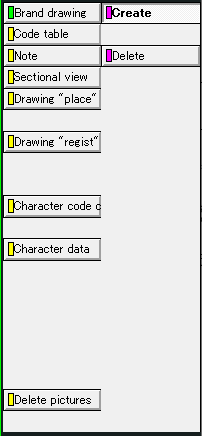 Brand drawing
Create
Code table
Note
Delete
Sectional view
Drawing "place"
Drawing "regist"
Character code c
Character data
Delete pictures